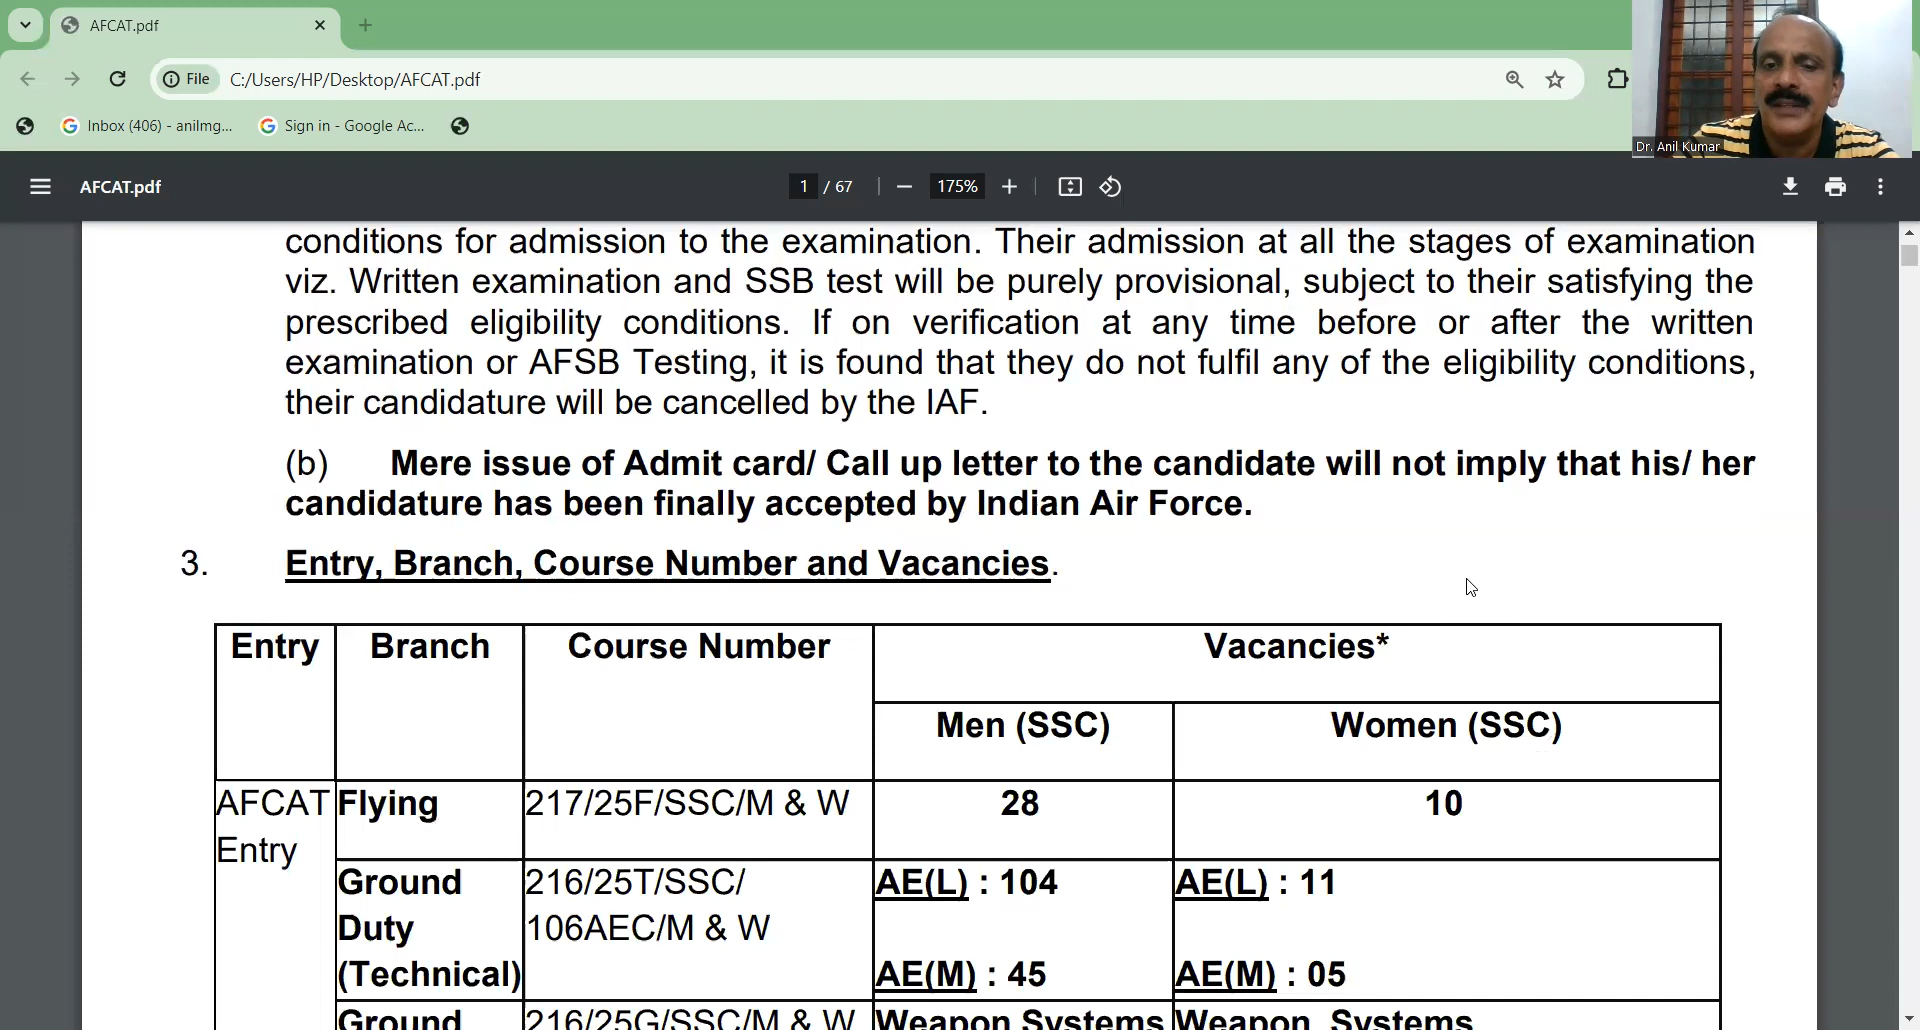 AFCAT.pdf
File
C:/Users/HP/Desktop/AFCAT.pdf
Inbox (406) - anilmg...
Sign in - Google Ac...
Dr. Anil Kumar
AFCAT.pdf
1 / 67
175%
conditions for admission to the examination. Their admission at all the stages of examination
viz. Written examination and SSB test will be purely provisional, subject to their satisfying the
prescribed eligibility conditions. If on verification at any time before or after the written
examination or AFSB Testing, it is found that they do not fulfil any of the eligibility conditions,
their candidature will be cancelled by the IAF.
(b) Mere issue of Admit card/ Call up letter to the candidate will not imply that his/ her
candidature has been finally accepted by Indian Air Force.
3. Entry, Branch, Course Number and Vacancies.
Entry Branch Course Number Vacancies*
Men (SSC) Women (SSC)
AFCAT Flying 217/25F/SSC/M & W 28 10
Entry
Ground 216/25T/SSC/ AE(L) : 104 AE(L) : 11
Duty 106AEC/M & W
(Technical) AE(M) : 45 AE(M) : 05
Ground 216/25G/SSC/M & W Weapon Systems Weapon Systems